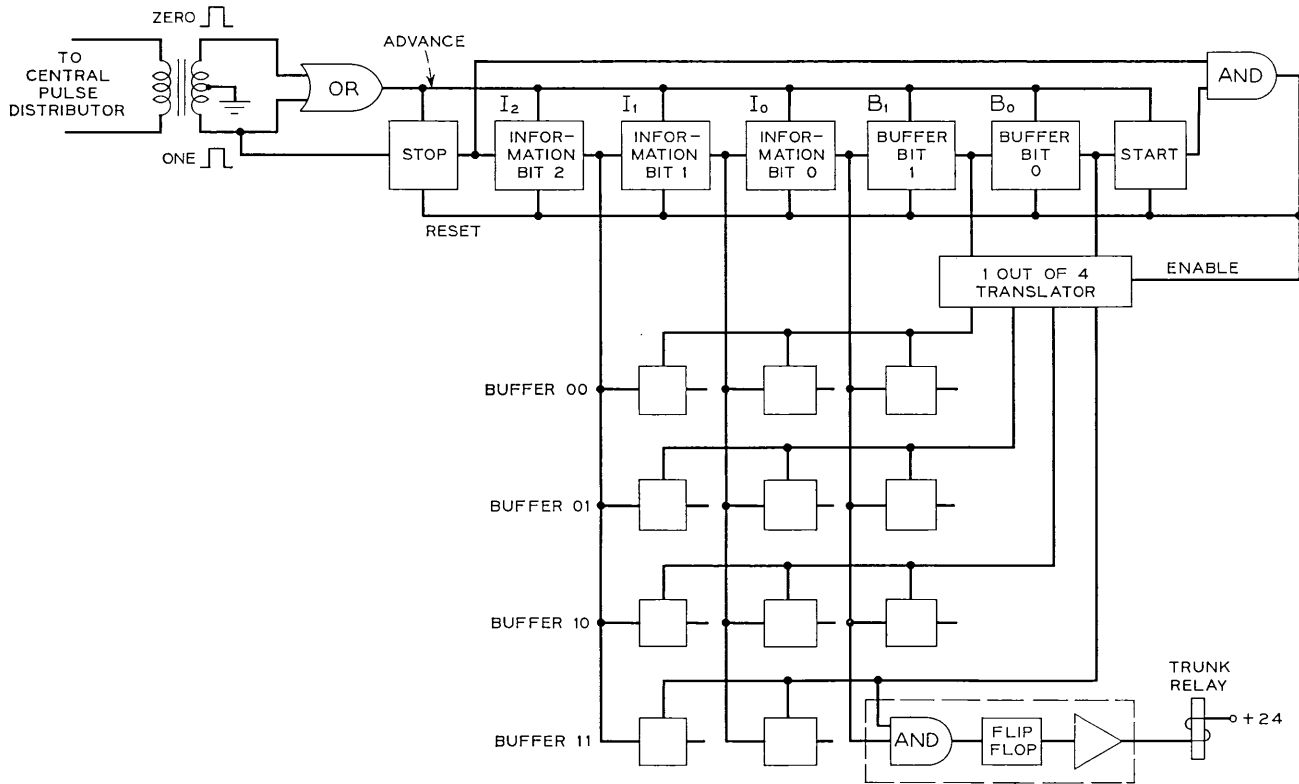 ZERO
ADVANCE
TO
CENTRAL
PULSE
DISTRIBUTOR
OR
AND
ONE
I2
I1
I0
B1
B0
STOP
INFOR-
MATION
BIT 2
INFOR-
MATION
BIT 1
INFOR-
MATION
BIT 0
BUFFER
BIT
1
BUFFER
BIT
0
START
RESET
1 OUT OF 4
TRANSLATOR
ENABLE
BUFFER 00
BUFFER 01
BUFFER 10
BUFFER 11
AND
FLIP
FLOP
TRUNK
RELAY
+24